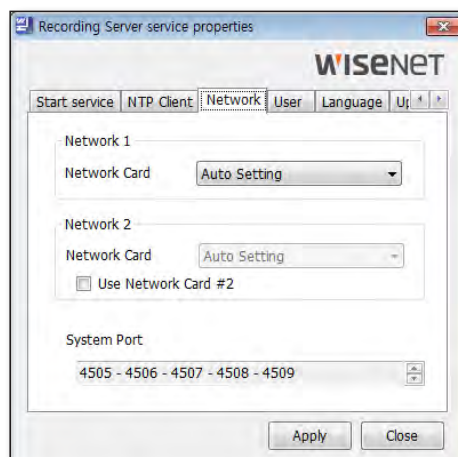 Recording Server service properties
WISENET
Start service NTP Client Network User Language
Network 1
Network Card Auto Setting
Network 2
Network Card Auto Setting
Use Network Card #2
System Port
4505 - 4506 - 4507 - 4508 - 4509
Apply Close